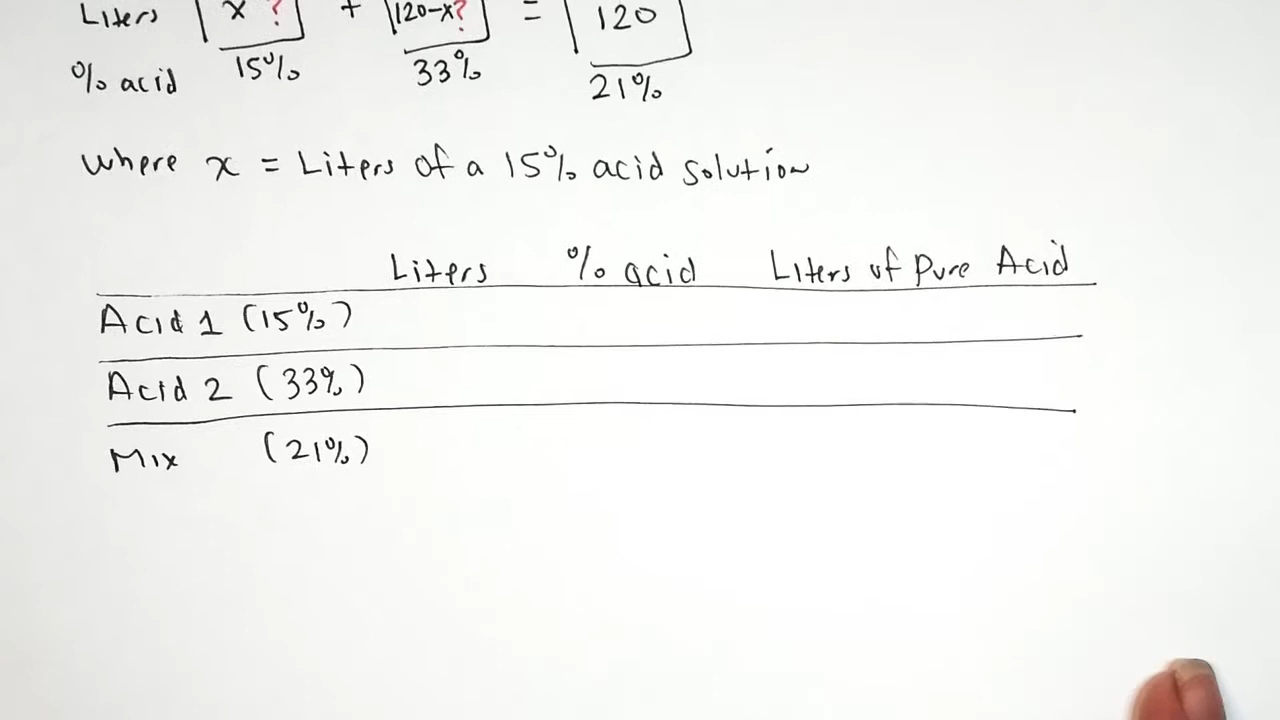 Liters x ? + 120-x? = 120
% acid 15% 33% 21%
where x = Liters of a 15% acid solution
Liters % acid Liters of Pure Acid
Acid 1 (15%)
Acid 2 (33%)
Mix (21%)